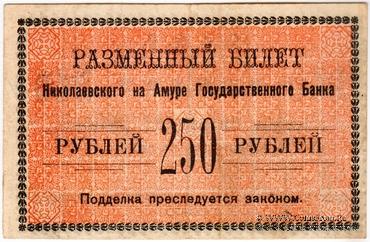 РАЗМЕННЫЙ БИЛЕТ
Николаевского на Амуре Государственного Банка
РУБЛЕЙ 250 РУБЛЕЙ
Подделка преследуется законом.